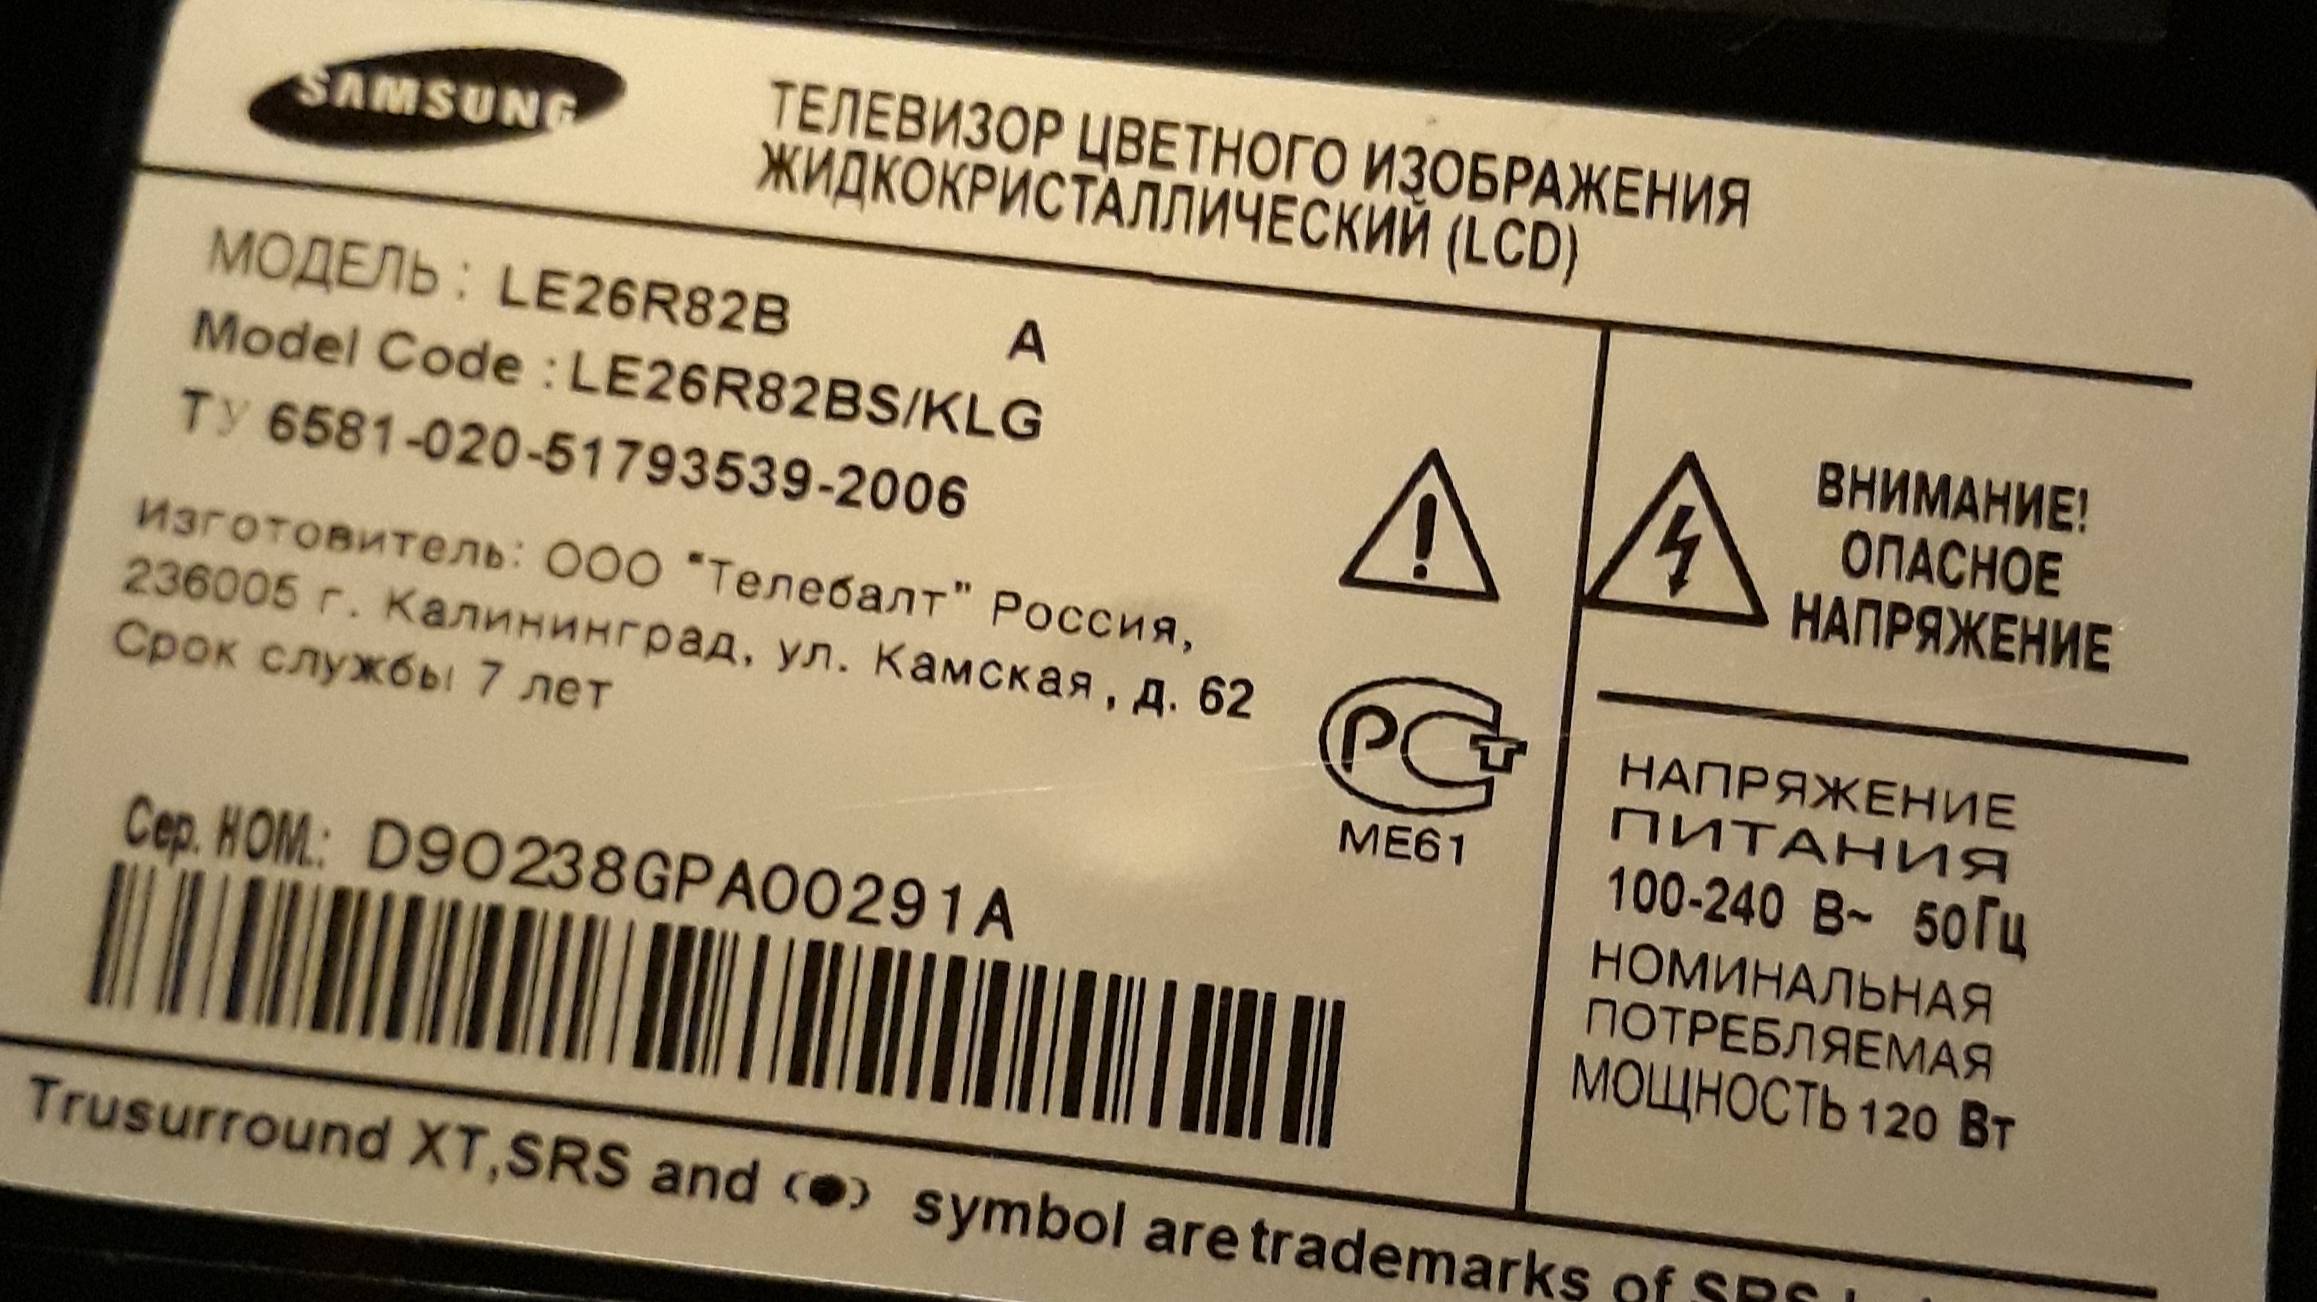 SAMSUNG
ТЕЛЕВИЗОР ЦВЕТНОГО ИЗОБРАЖЕНИЯ
ЖИДКОКРИСТАЛЛИЧЕСКИЙ (LCD)
МОДЕЛЬ : LE26R82B A
Model Code : LE26R82BS/KLG
ТУ 6581-020-51793539-2006
Изготовитель: ООО "Телебалт" Россия,
236005 г. Калининград, ул. Камская, д. 62
Срок службы 7 лет
Сер. НОМ.: D90238GPA00291A
РСТ
МЕ61
ВНИМАНИЕ!
ОПАСНОЕ
НАПРЯЖЕНИЕ
НАПРЯЖЕНИЕ
ПИТАНИЯ
100-240 В~ 50Гц
НОМИНАЛЬНАЯ
ПОТРЕБЛЯЕМАЯ
МОЩНОСТЬ 120 Вт
Trusurround XT,SRS and (●) symbol are trademarks of SRS